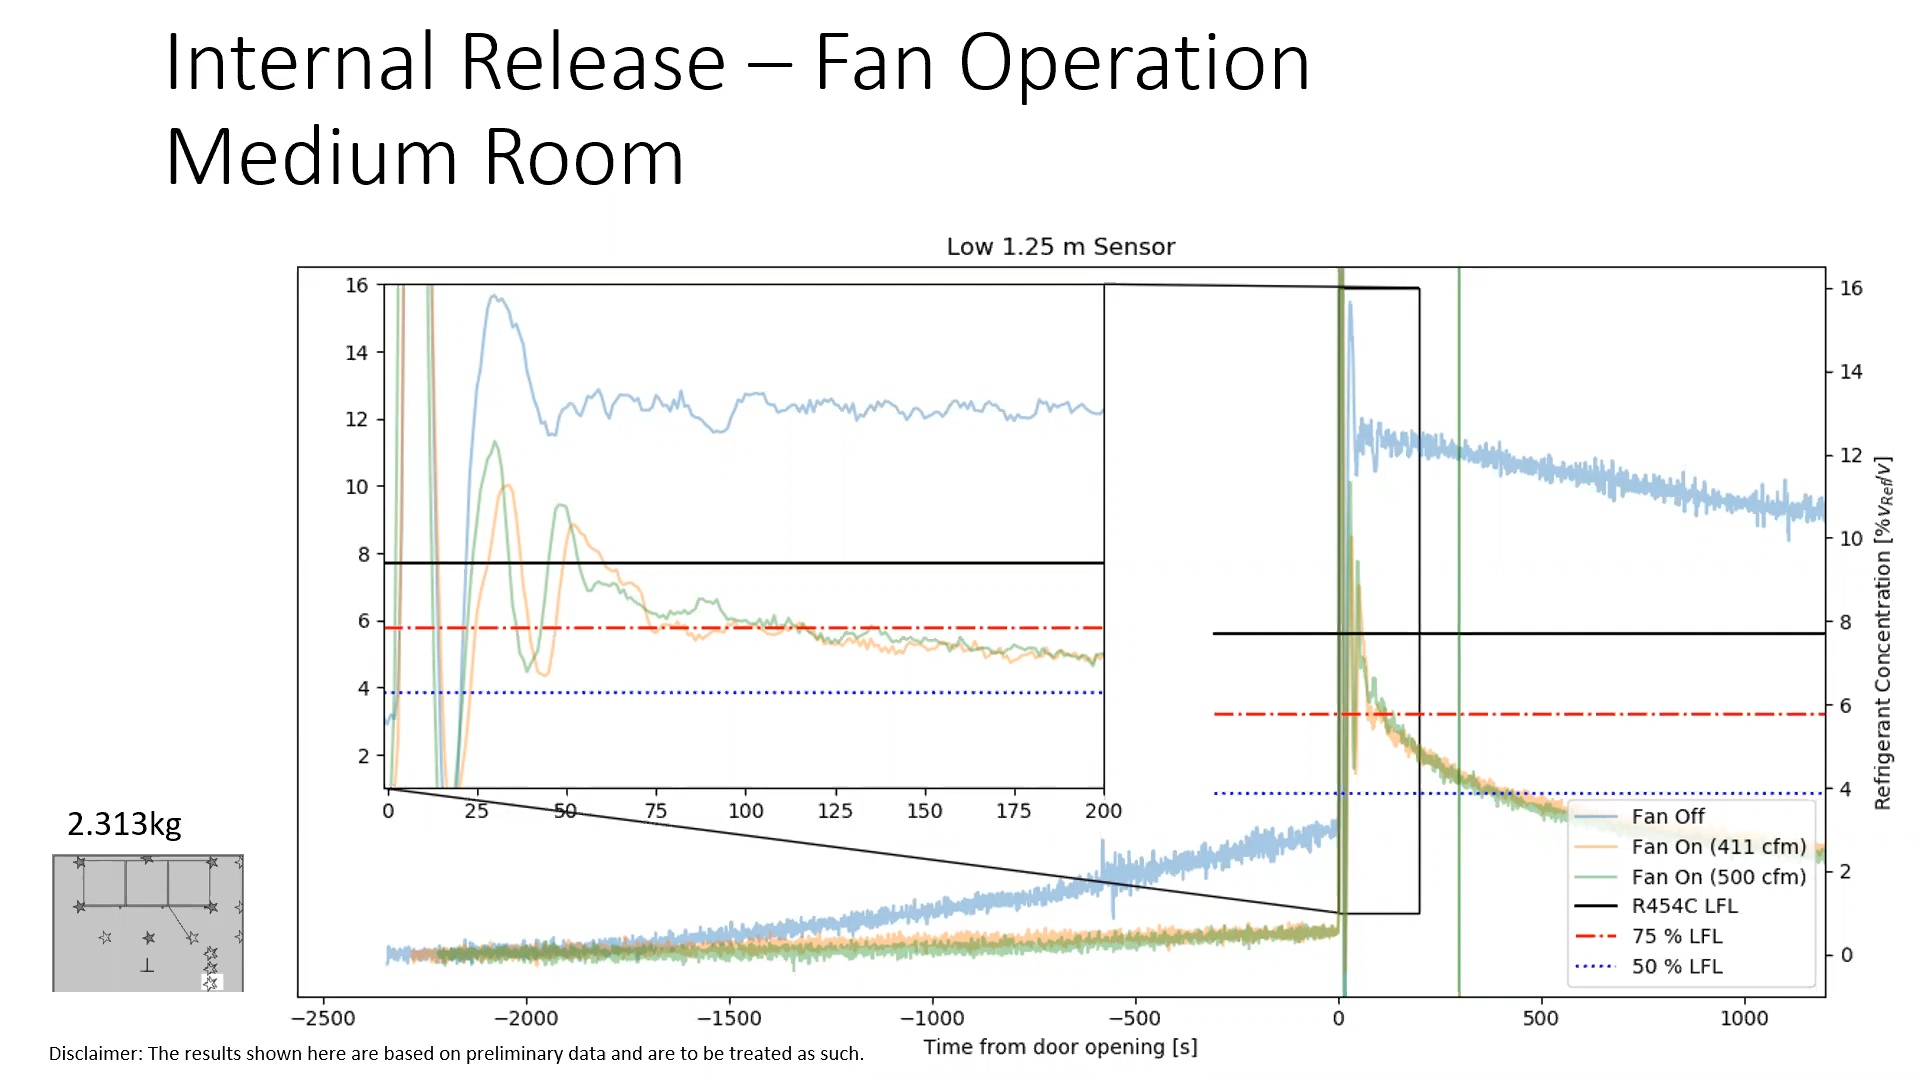 Internal Release – Fan Operation
Medium Room
Low 1.25 m Sensor
16
14
12
10
8
6
4
2
0 25 50 75 100 125 150 175 200
16
14
12
10
8
6
4
2
0
Refrigerant Concentration [%v_Ref/v]
Fan Off
Fan On (411 cfm)
Fan On (500 cfm)
R454C LFL
75 % LFL
50 % LFL
2.313kg
−2500 −2000 −1500 −1000 −500 0 500 1000
Time from door opening [s]
Disclaimer: The results shown here are based on preliminary data and are to be treated as such.